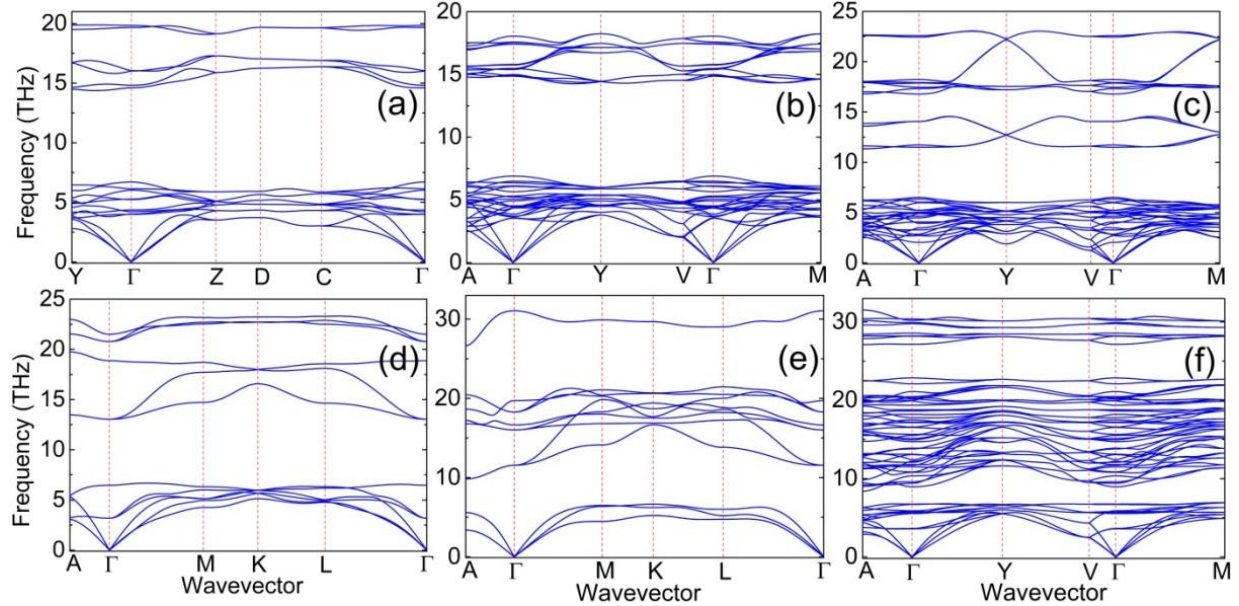 20
15
10
5
0
Frequency (THz)
(a)
Y Γ Z D C Γ
20
15
10
5
0
(b)
A Γ Y V Γ M
25
20
15
10
5
0
(c)
A Γ Y V Γ M
25
20
15
10
5
0
Frequency (THz)
(d)
A Γ M K L Γ
Wavevector
30
20
10
0
(e)
A Γ M K L Γ
Wavevector
30
20
10
0
(f)
A Γ Y V Γ M
Wavevector